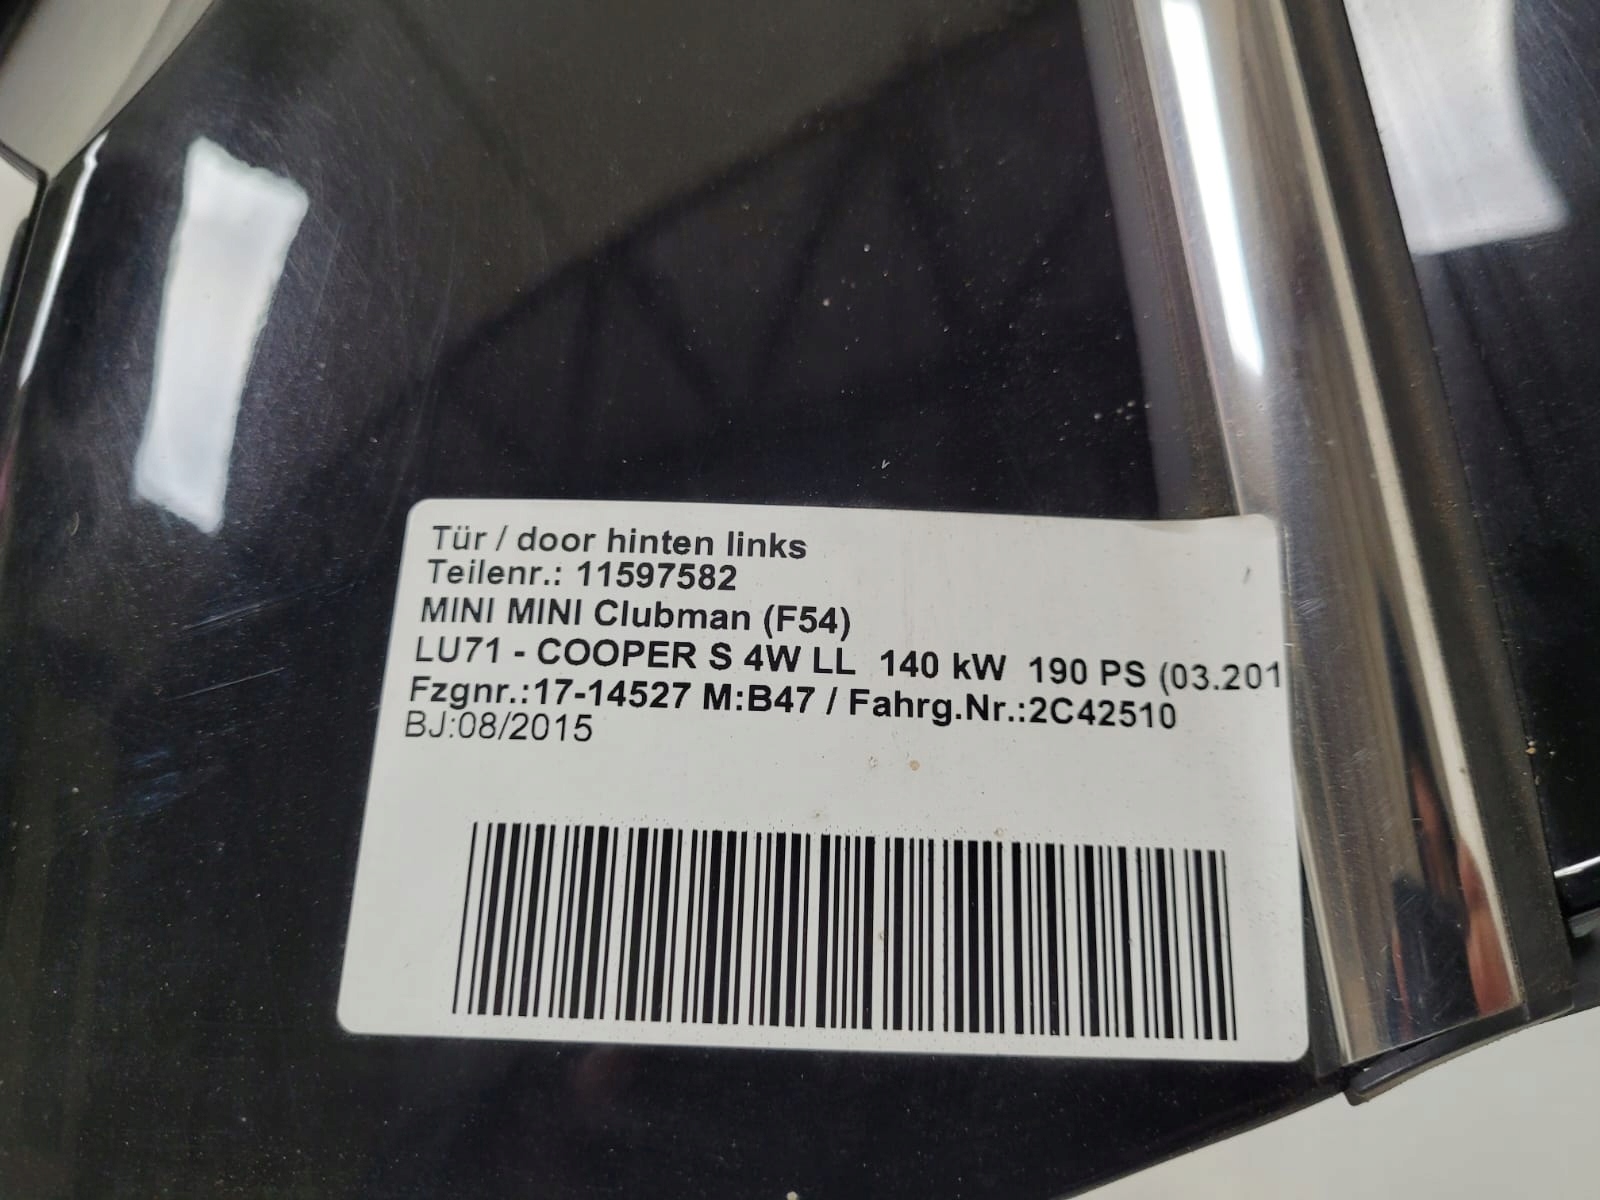 Tür / door hinten links
Teilenr.: 11597582
MINI MINI Clubman (F54)
LU71 - COOPER S 4W LL 140 kW 190 PS (03.201
Fzgnr.:17-14527 M:B47 / Fahrg.Nr.:2C42510
BJ:08/2015